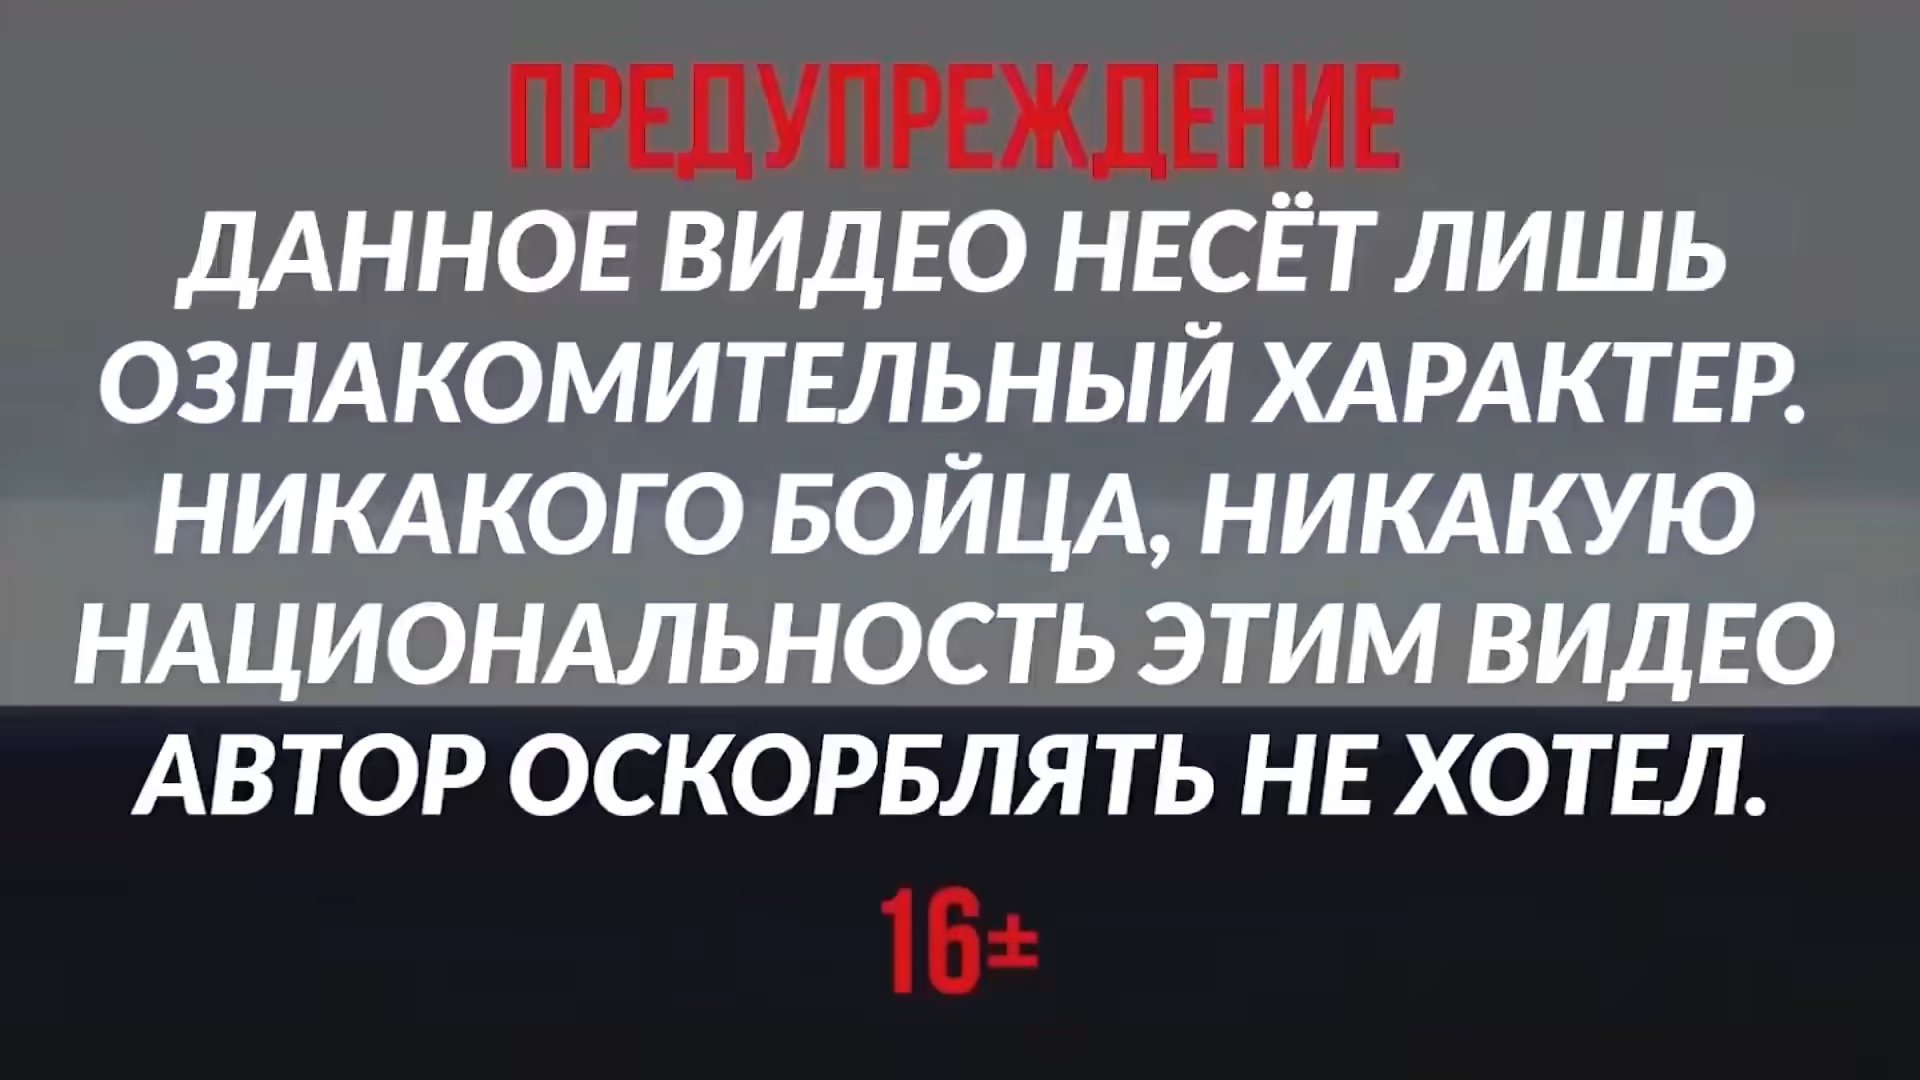 ПРЕДУПРЕЖДЕНИЕ
ДАННОЕ ВИДЕО НЕСЁТ ЛИШЬ
ОЗНАКОМИТЕЛЬНЫЙ ХАРАКТЕР.
НИКАКОГО БОЙЦА, НИКАКУЮ
НАЦИОНАЛЬНОСТЬ ЭТИМ ВИДЕО
АВТОР ОСКОРБЛЯТЬ НЕ ХОТЕЛ.
16±